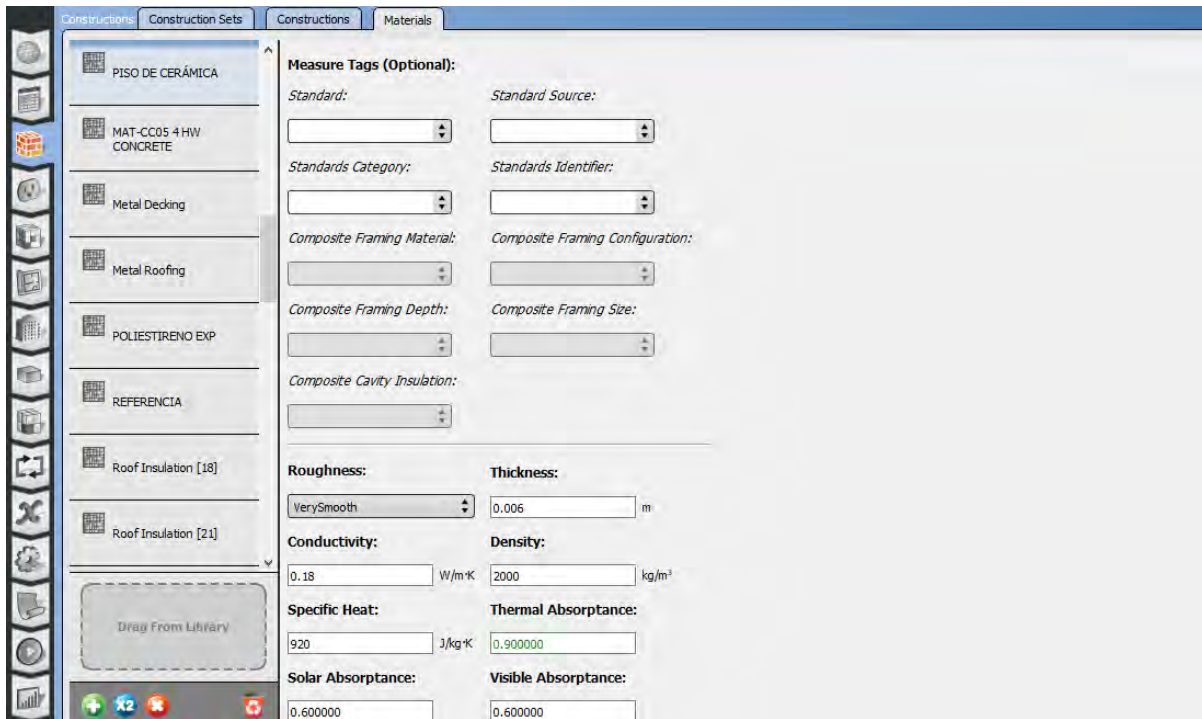 Constructions
Construction Sets
Constructions
Materials
PISO DE CERÁMICA
MAT-CC05 4 HW
CONCRETE
Metal Decking
Metal Roofing
POLIESTIRENO EXP
REFERENCIA
Roof Insulation [18]
Roof Insulation [21]
Drag From Library
X2
Measure Tags (Optional):
Standard: Standard Source:
Standards Category: Standards Identifier:
Composite Framing Material: Composite Framing Configuration:
Composite Framing Depth: Composite Framing Size:
Composite Cavity Insulation:
Roughness: Thickness:
VerySmooth 0.006 m
Conductivity: Density:
0.18 W/m·K 2000 kg/m³
Specific Heat: Thermal Absorptance:
920 J/kg·K 0.900000
Solar Absorptance: Visible Absorptance:
0.600000 0.600000